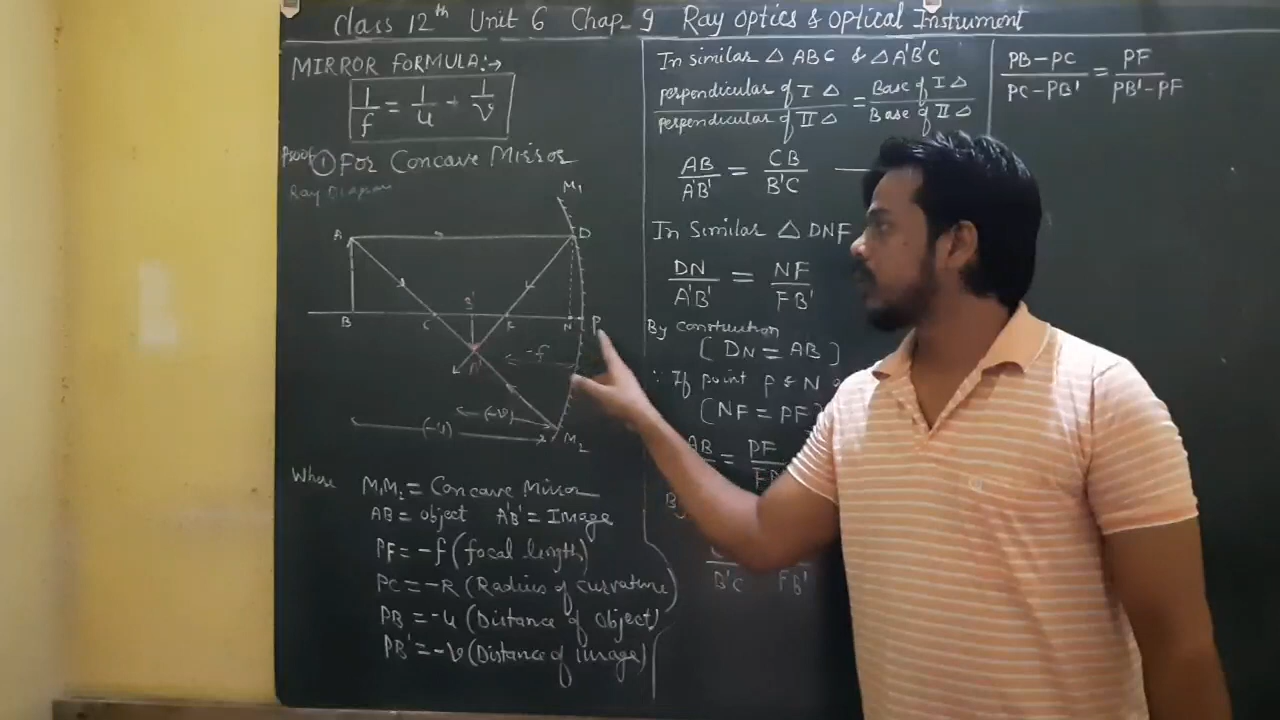 Class 12th Unit 6 Chap_9 Ray optics & optical Instrument
MIRROR FORMULA:→
1/f = 1/u + 1/v
Proof ① For Concave Mirror
Ray Diagram
M1
A
D
B'
B
C
F
N
P
A'
-f
(-v)
(-u)
M2
Where M1M2 = Concave Mirror
AB = object A'B' = Image
PF = -f (focal length)
PC = -R (Radius of curvature)
PB = -u (Distance of object)
PB' = -v (Distance of image)
In similar △ ABC & △ A'B'C
perpendicular of I △ / perpendicular of II △ = Base of I △ / Base of II △
AB / A'B' = CB / B'C
In Similar △ DNF
DN / A'B' = NF / FB'
By construction
[ DN = AB ]
∵ If point P & N
(NF = PF)
AB = PF
B'C FB'
PB-PC / PC-PB' = PF / PB'-PF